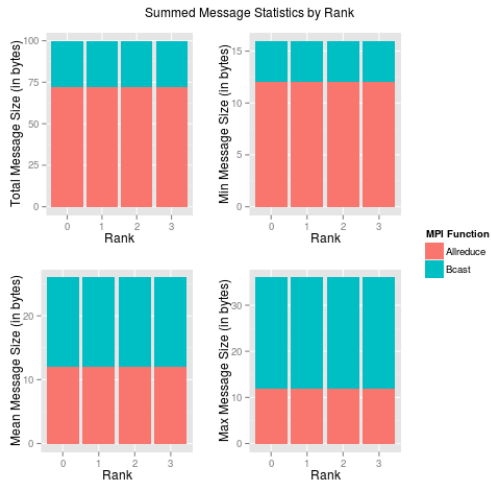 Summed Message Statistics by Rank
Total Message Size (in bytes)
100
75
50
25
0
0 1 2 3
Rank
Min Message Size (in bytes)
15
10
5
0
0 1 2 3
Rank
MPI Function
Allreduce
Bcast
Mean Message Size (in bytes)
20
10
0
0 1 2 3
Rank
Max Message Size (in bytes)
30
20
10
0
0 1 2 3
Rank